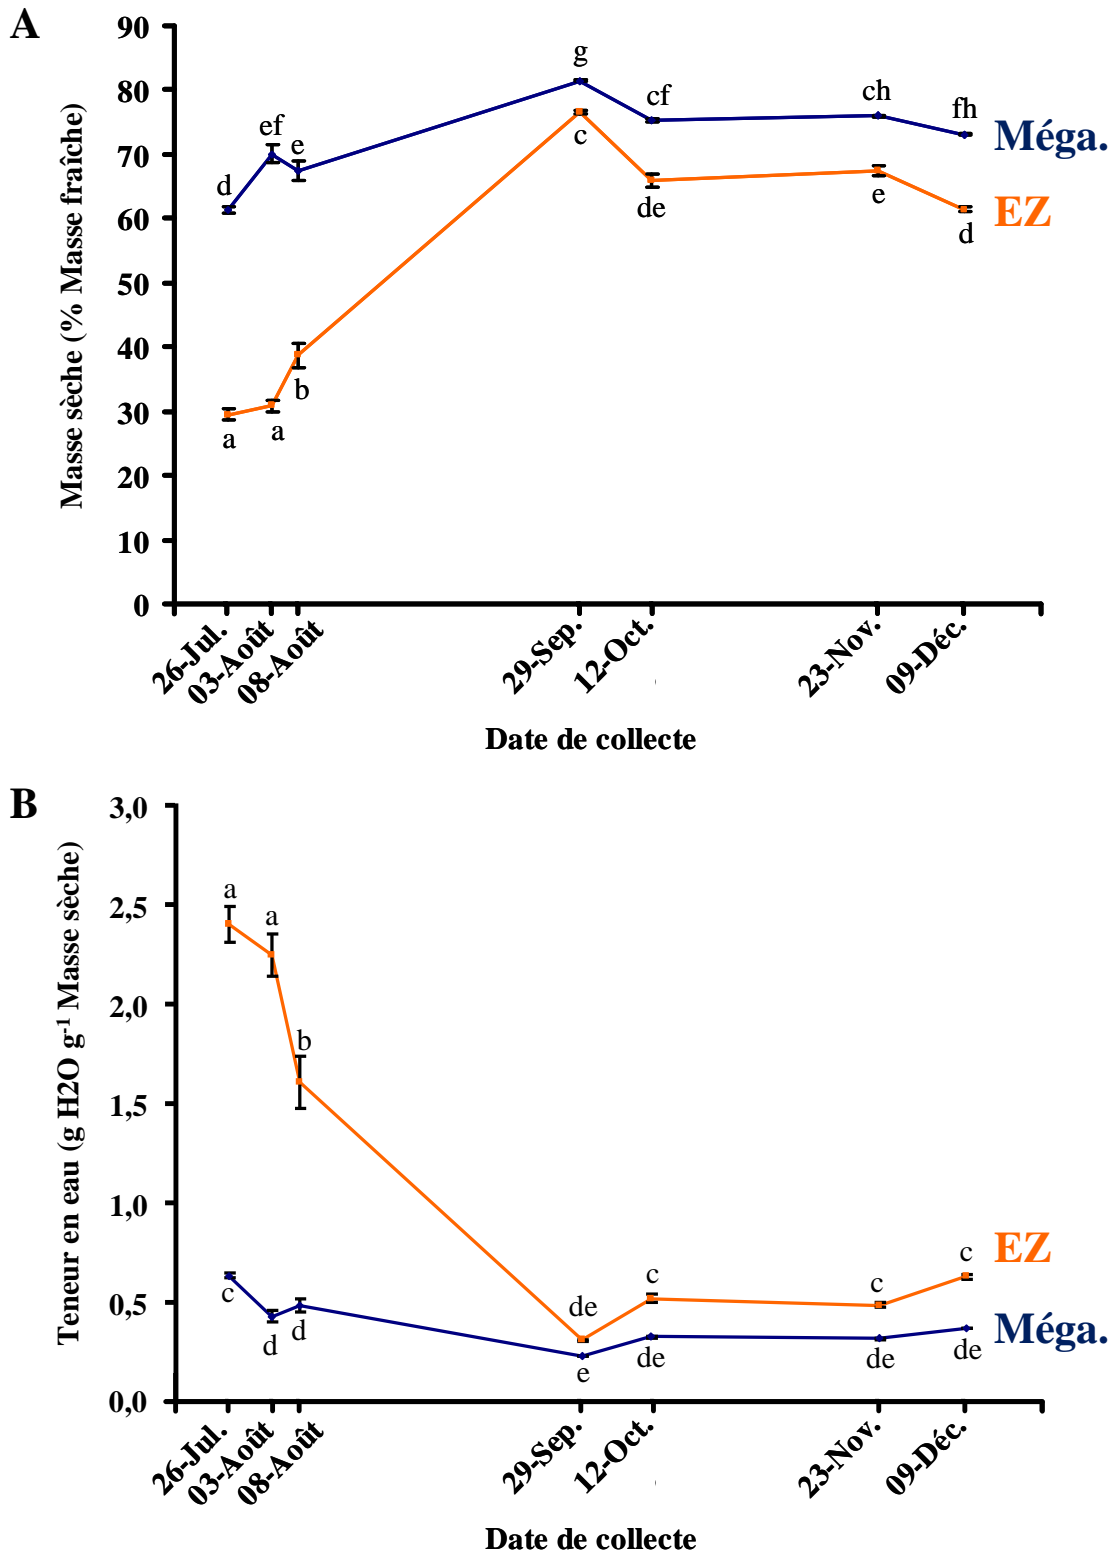 A
Masse sèche (% Masse fraîche)
90
80
70
60
50
40
30
20
10
0
d
ef
e
g
cf
ch
fh
Méga.
a
a
b
c
de
e
d
EZ
26-Jul.
03-Août
08-Août
29-Sep.
12-Oct.
23-Nov.
09-Déc.
Date de collecte
B
Teneur en eau (g H2O g-1 Masse sèche)
3,0
2,5
2,0
1,5
1,0
0,5
0,0
a
a
b
de
c
c
c
EZ
c
d
d
e
de
de
de
Méga.
26-Jul.
03-Août
08-Août
29-Sep.
12-Oct.
23-Nov.
09-Déc.
Date de collecte